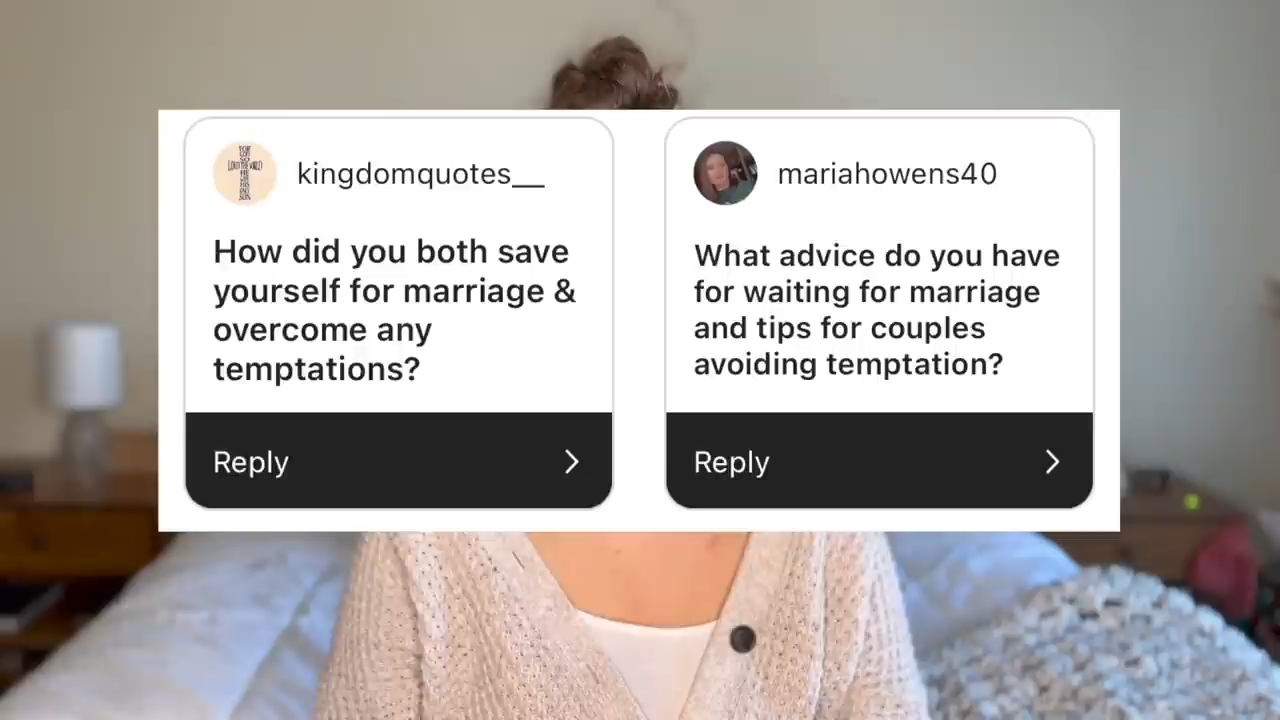 kingdomquotes__
How did you both save
yourself for marriage &
overcome any
temptations?
Reply
mariahowens40
What advice do you have
for waiting for marriage
and tips for couples
avoiding temptation?
Reply